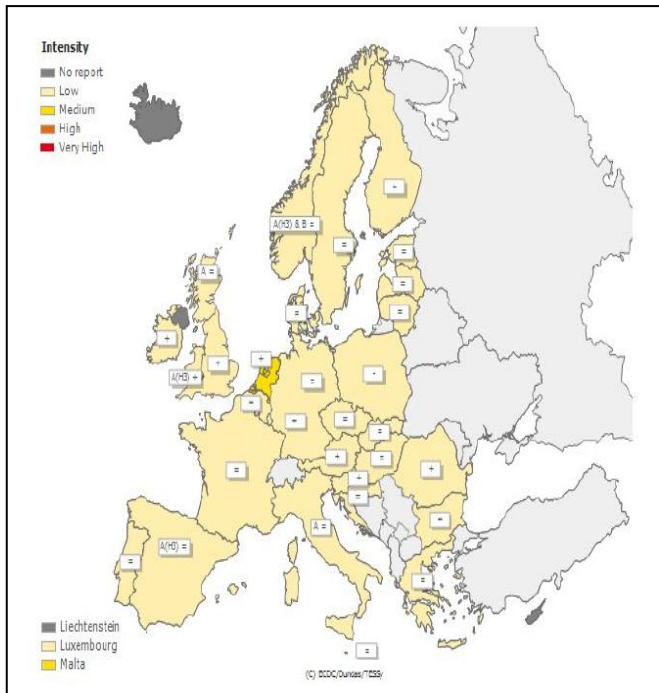 Intensity
No report
Low
Medium
High
Very High
A(H3) & B =
=
=
=
A =
=
=
+
+
A(H3) +
+
=
=
-
=
=
=
+
=
=
+
+
=
A =
A(H3) =
=
=
=
=
Liechtenstein
Luxembourg
Malta
(C) ECDC/Dundas/TESSy